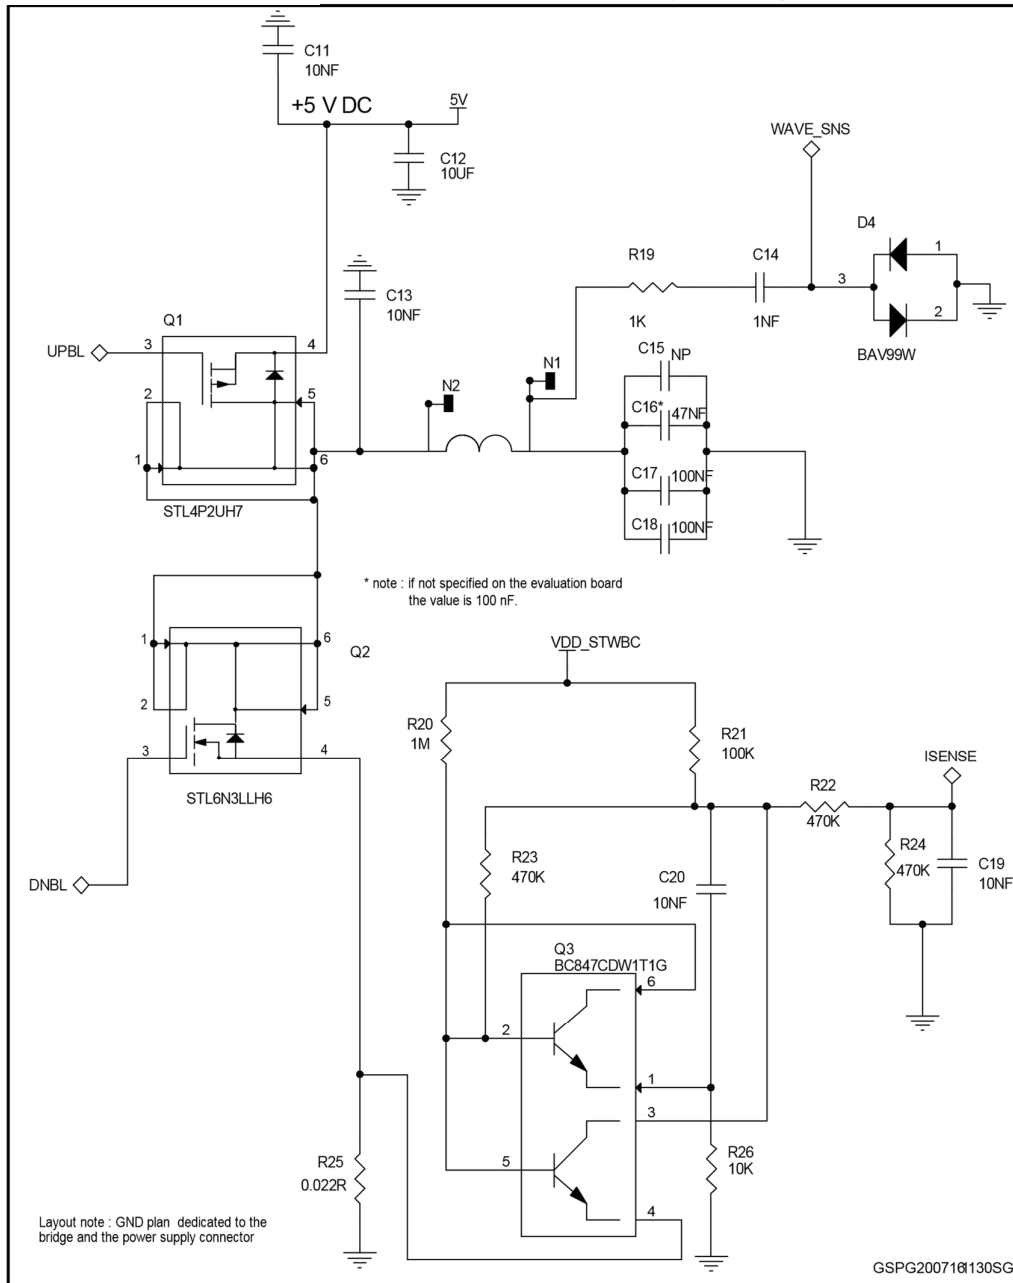 C11
10NF
+5 V DC
5V
C12
10UF
WAVE_SNS
D4
1
3
2
BAV99W
R19
1K
C14
1NF
C13
10NF
Q1
UPBL
3
4
2
5
1
6
STL4P2UH7
N2
N1
C15
NP
C16*
47NF
C17
100NF
C18
100NF
* note : if not specified on the evaluation board
the value is 100 nF.
1
6
Q2
2
5
3
4
STL6N3LLH6
DNBL
VDD_STWBC
R20
1M
R21
100K
ISENSE
R22
470K
R23
470K
R24
470K
C19
10NF
C20
10NF
Q3
BC847CDW1T1G
6
2
1
3
5
4
R26
10K
R25
0.022R
Layout note : GND plan dedicated to the
bridge and the power supply connector